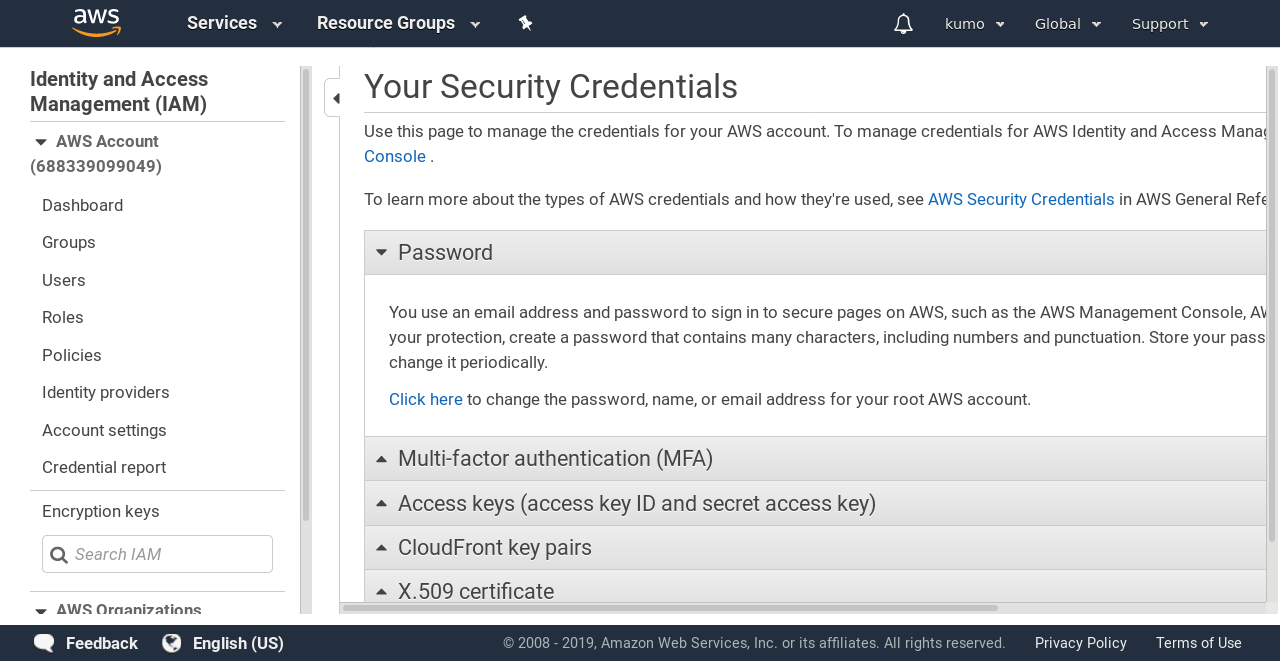 aws
Services
Resource Groups
kumo
Global
Support
Identity and Access
Management (IAM)
AWS Account
(688339099049)
Dashboard
Groups
Users
Roles
Policies
Identity providers
Account settings
Credential report
Encryption keys
Search IAM
AWS Organizations
Your Security Credentials
Use this page to manage the credentials for your AWS account. To manage credentials for AWS Identity and Access
Console .
To learn more about the types of AWS credentials and how they're used, see AWS Security Credentials in AWS General
Password
You use an email address and password to sign in to secure pages on AWS, such as the AWS Management Console,
your protection, create a password that contains many characters, including numbers and punctuation. Store your
change it periodically.
Click here to change the password, name, or email address for your root AWS account.
Multi-factor authentication (MFA)
Access keys (access key ID and secret access key)
CloudFront key pairs
X.509 certificate
Feedback
English (US)
© 2008 - 2019, Amazon Web Services, Inc. or its affiliates. All rights reserved.
Privacy Policy
Terms of Use